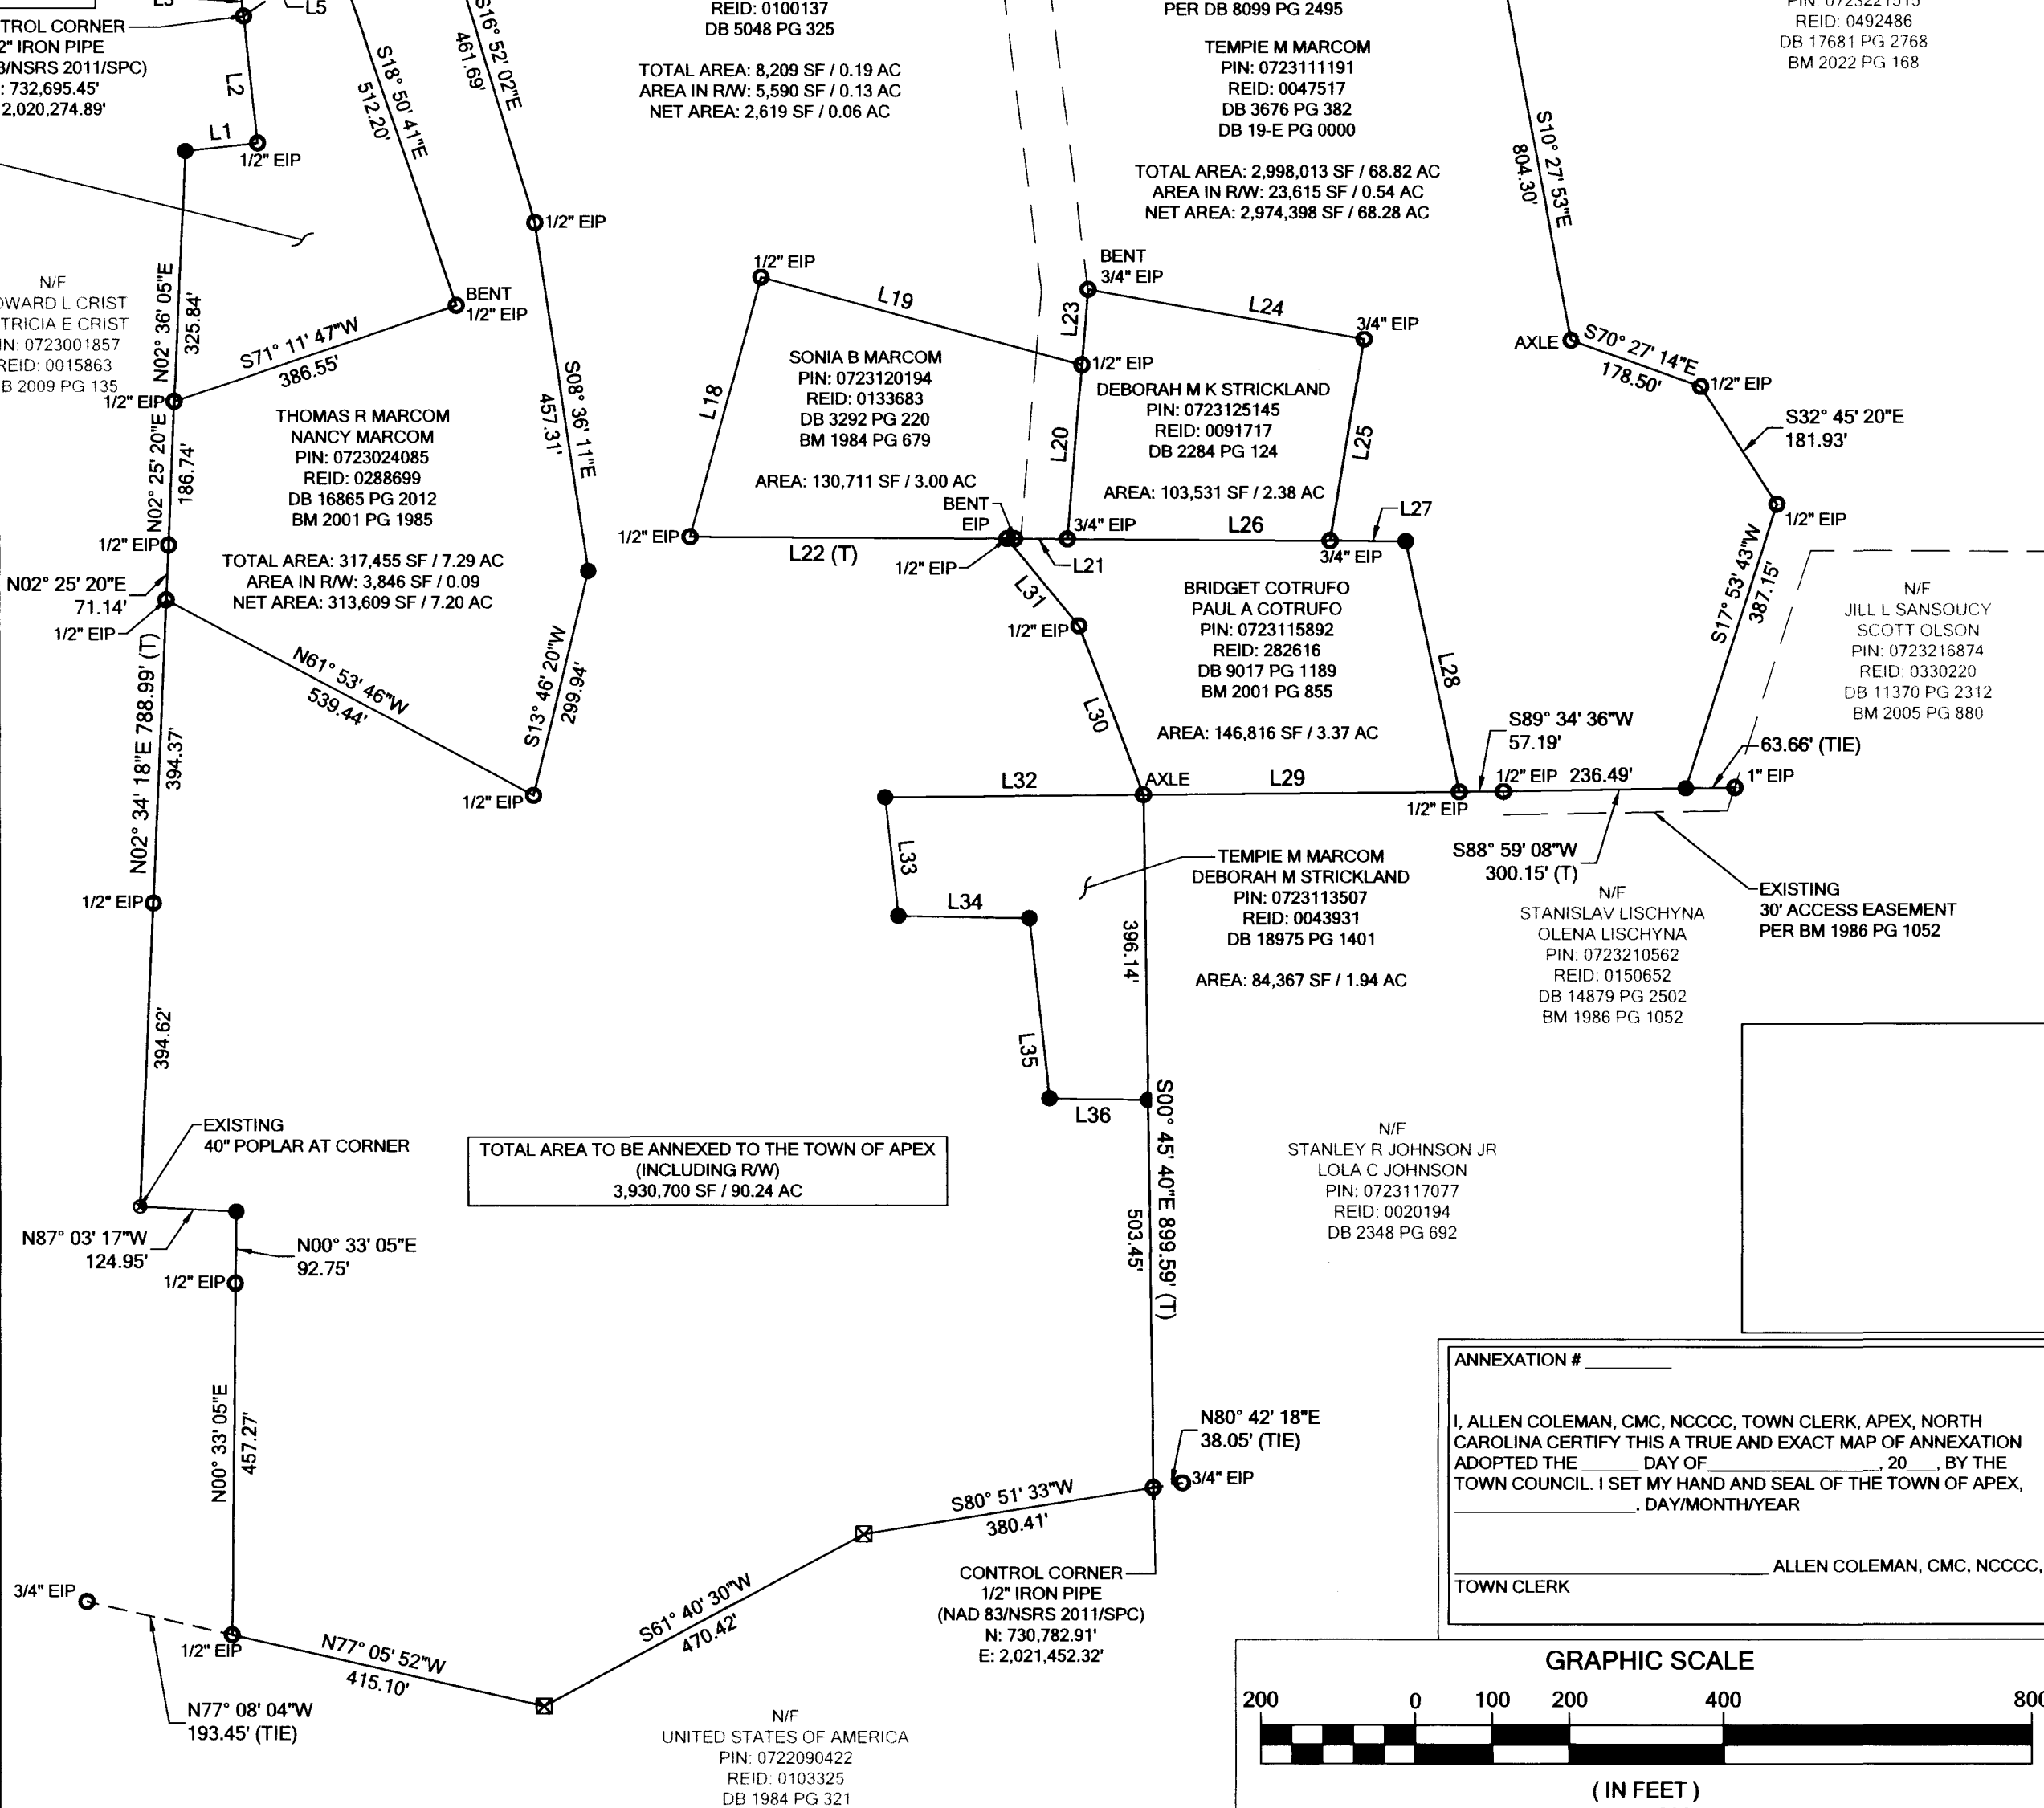 L5
TROL CORNER
2" IRON PIPE
3/NSRS 2011/SPC)
: 732,695.45'
2,020,274.89'
L2
L1
1/2" EIP
S18° 50' 41"E
512.20'
S16° 52' 02"E
461.69'
1/2" EIP
REID: 0100137
DB 5048 PG 325
TOTAL AREA: 8,209 SF / 0.19 AC
AREA IN R/W: 5,590 SF / 0.13 AC
NET AREA: 2,619 SF / 0.06 AC
PER DB 8099 PG 2495
TEMPIE M MARCOM
PIN: 0723111191
REID: 0047517
DB 3676 PG 382
DB 19-E PG 0000
TOTAL AREA: 2,998,013 SF / 68.82 AC
AREA IN R/W: 23,615 SF / 0.54 AC
NET AREA: 2,974,398 SF / 68.28 AC
REID: 0492486
DB 17681 PG 2768
BM 2022 PG 168
S10° 27' 53"E
804.30'
N/F
OWARD L CRIST
TRICIA E CRIST
IN: 0723001857
REID: 0015863
B 2009 PG 135
N02° 36' 05"E
325.84'
S71° 11' 47"W
386.55'
BENT
1/2" EIP
1/2" EIP
THOMAS R MARCOM
NANCY MARCOM
PIN: 0723024085
REID: 0288699
DB 16865 PG 2012
BM 2001 PG 1985
TOTAL AREA: 317,455 SF / 7.29 AC
AREA IN R/W: 3,846 SF / 0.09
NET AREA: 313,609 SF / 7.20 AC
N02° 25' 20"E
186.74'
1/2" EIP
N02° 25' 20"E
71.14'
1/2" EIP
S08° 36' 11"E
457.31'
S13° 46' 20"W
299.94'
N61° 53' 46"W
539.44'
1/2" EIP
1/2" EIP
L19
L18
SONIA B MARCOM
PIN: 0723120194
REID: 0133683
DB 3292 PG 220
BM 1984 PG 679
AREA: 130,711 SF / 3.00 AC
BENT
EIP
1/2" EIP
L22 (T)
1/2" EIP
L21
BENT
3/4" EIP
L23
L24
3/4" EIP
1/2" EIP
L20
L25
DEBORAH M K STRICKLAND
PIN: 0723125145
REID: 0091717
DB 2284 PG 124
AREA: 103,531 SF / 2.38 AC
3/4" EIP
L26
L27
3/4" EIP
AXLE
S70° 27' 14"E
178.50'
1/2" EIP
S32° 45' 20"E
181.93'
1/2" EIP
S17° 53' 43"W
387.15'
N/F
JILL L SANSOUCY
SCOTT OLSON
PIN: 0723216874
REID: 0330220
DB 11370 PG 2312
BM 2005 PG 880
L31
1/2" EIP
L30
BRIDGET COTRUFO
PAUL A COTRUFO
PIN: 0723115892
REID: 282616
DB 9017 PG 1189
BM 2001 PG 855
AREA: 146,816 SF / 3.37 AC
L28
S89° 34' 36"W
57.19'
63.66' (TIE)
1/2" EIP
236.49'
1" EIP
L32
AXLE
L29
1/2" EIP
S88° 59' 08"W
300.15' (T)
EXISTING
30' ACCESS EASEMENT
PER BM 1986 PG 1052
N/F
STANISLAV LISCHYNA
OLENA LISCHYNA
PIN: 0723210562
REID: 0150652
DB 14879 PG 2502
BM 1986 PG 1052
L33
L34
L35
L36
TEMPIE M MARCOM
DEBORAH M STRICKLAND
PIN: 0723113507
REID: 0043931
DB 18975 PG 1401
AREA: 84,367 SF / 1.94 AC
396.14'
N02° 34' 18"E 788.99' (T)
394.37'
1/2" EIP
394.62'
EXISTING
40" POPLAR AT CORNER
TOTAL AREA TO BE ANNEXED TO THE TOWN OF APEX
(INCLUDING R/W)
3,930,700 SF / 90.24 AC
S00° 45' 40"E 899.59' (T)
503.45'
N/F
STANLEY R JOHNSON JR
LOLA C JOHNSON
PIN: 0723117077
REID: 0020194
DB 2348 PG 692
N87° 03' 17"W
124.95'
N00° 33' 05"E
92.75'
1/2" EIP
N00° 33' 05"E
457.27'
3/4" EIP
1/2" EIP
N77° 08' 04"W
193.45' (TIE)
N77° 05' 52"W
415.10'
S61° 40' 30"W
470.42'
S80° 51' 33"W
380.41'
N80° 42' 18"E
38.05' (TIE)
3/4" EIP
CONTROL CORNER
1/2" IRON PIPE
(NAD 83/NSRS 2011/SPC)
N: 730,782.91'
E: 2,021,452.32'
N/F
UNITED STATES OF AMERICA
PIN: 0722090422
REID: 0103325
DB 1984 PG 321
ANNEXATION # ________
I, ALLEN COLEMAN, CMC, NCCCC, TOWN CLERK, APEX, NORTH
CAROLINA CERTIFY THIS A TRUE AND EXACT MAP OF ANNEXATION
ADOPTED THE _____ DAY OF________________, 20___, BY THE
TOWN COUNCIL. I SET MY HAND AND SEAL OF THE TOWN OF APEX,
_________________. DAY/MONTH/YEAR
______________________________ ALLEN COLEMAN, CMC, NCCCC,
TOWN CLERK
GRAPHIC SCALE
200 0 100 200 400 800
( IN FEET )